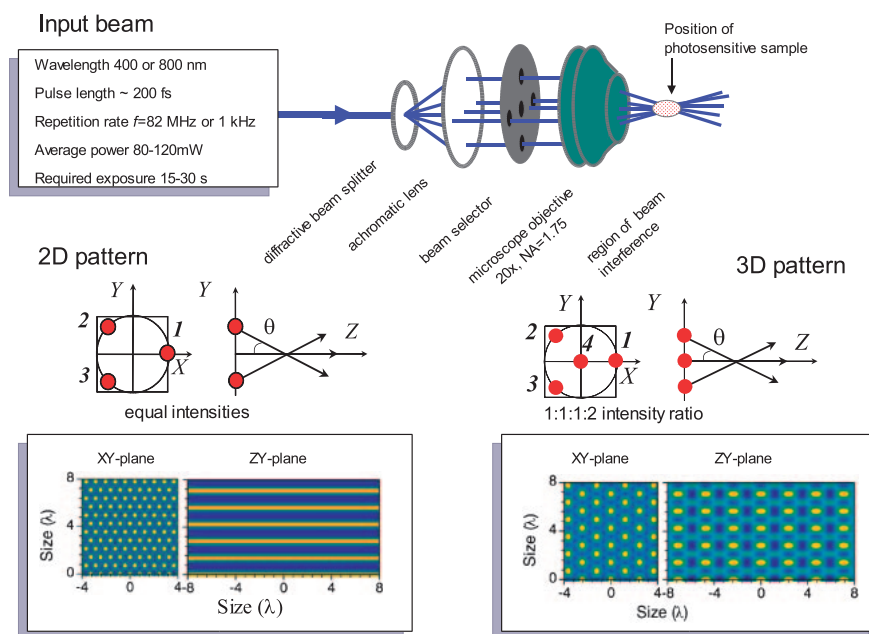 Input beam
Wavelength 400 or 800 nm
Pulse length ~ 200 fs
Repetition rate f=82 MHz or 1 kHz
Average power 80-120mW
Required exposure 15-30 s
Position of
photosensitive sample
diffractive beam splitter
achromatic lens
beam selector
microscope objective
20x, NA=1.75
region of beam
interference
2D pattern
Y
2
1
3
X
Y
θ
Z
equal intensities
XY-plane
ZY-plane
Size (λ)
8
4
0
-4
0
4
-8
-4
0
4
8
Size (λ)
3D pattern
Y
2
4
1
3
X
Y
θ
Z
1:1:1:2 intensity ratio
XY-plane
ZY-plane
Size (λ)
8
4
0
-4
0
4
-8
-4
0
4
8
Size (λ)